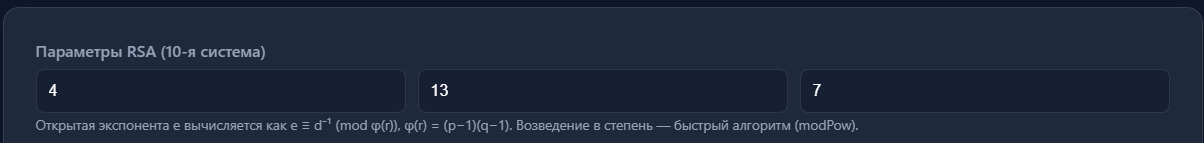 Параметры RSA (10-я система)
4 13 7
Открытая экспонента e вычисляется как e ≡ d⁻¹ (mod φ(r)), φ(r) = (p−1)(q−1). Возведение в степень — быстрый алгоритм (modPow).